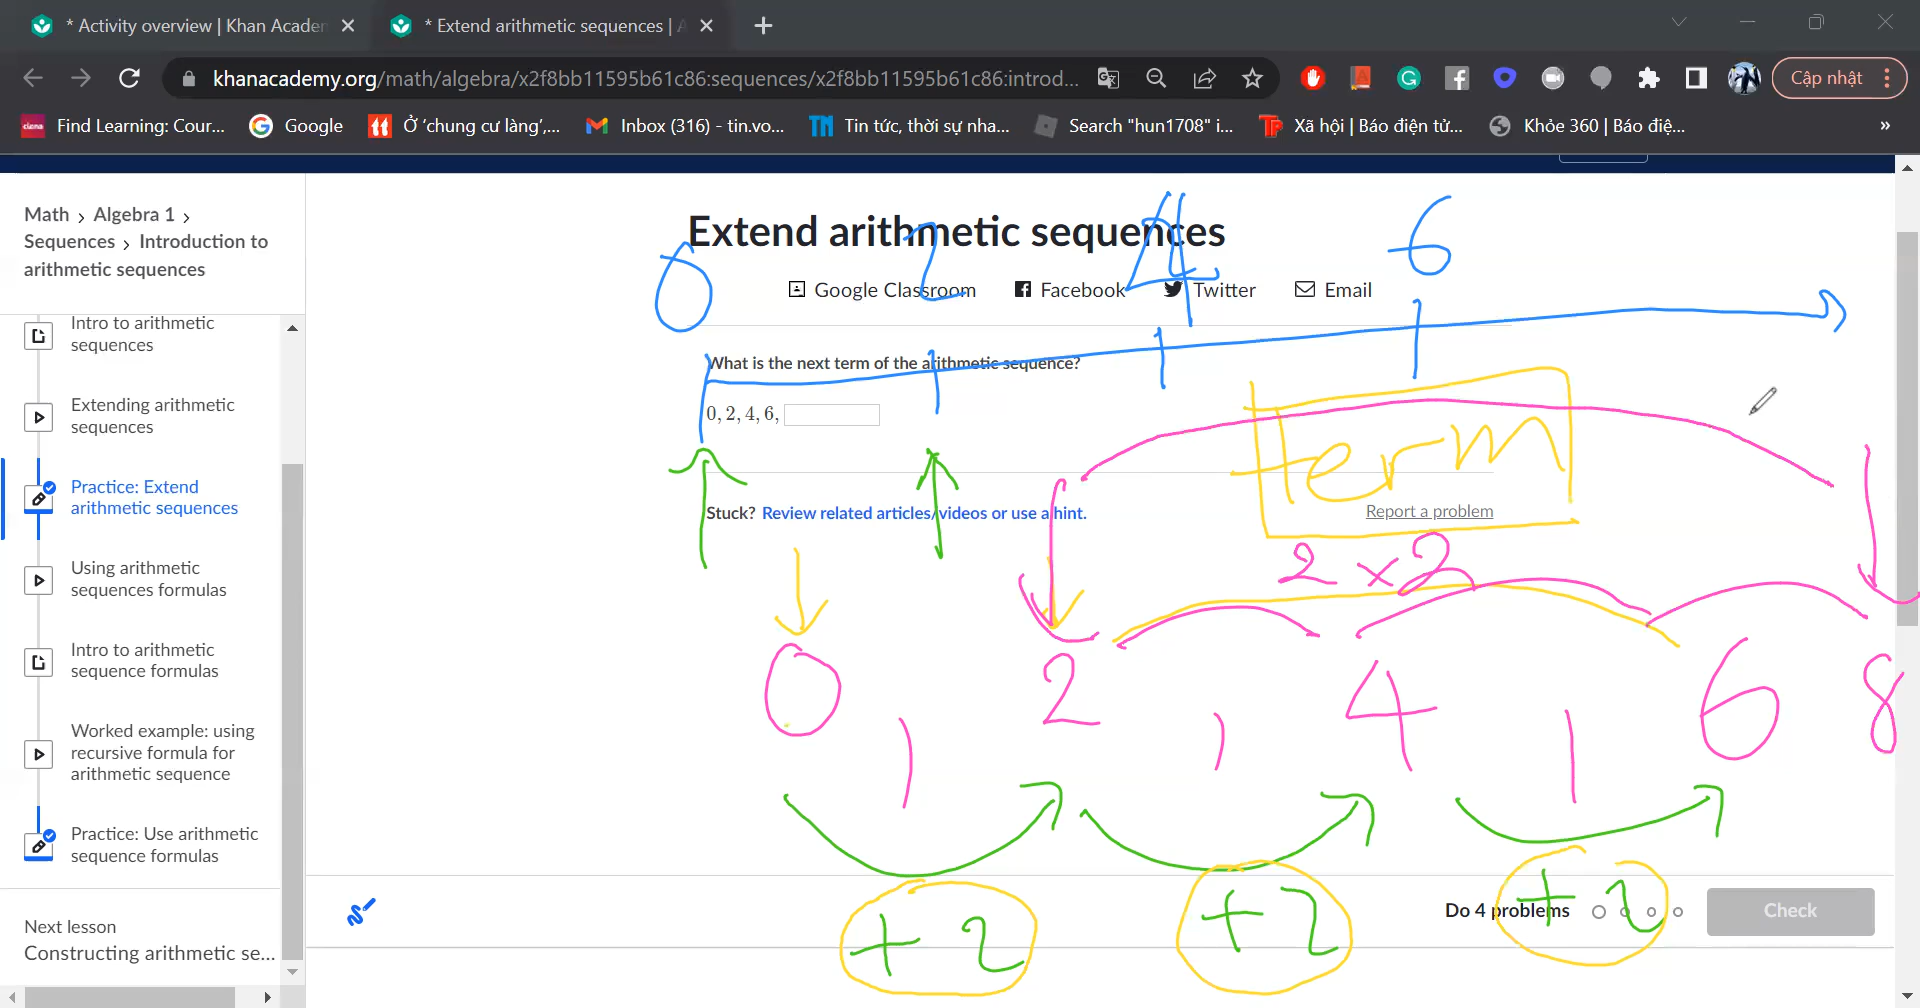 * Activity overview | Khan Academ
* Extend arithmetic sequences | A
khanacademy.org/math/algebra/x2f8bb11595b61c86:sequences/x2f8bb11595b61c86:introd...
Cập nhật
Find Learning: Cour...
Google
Ở 'chung cư làng',...
Inbox (316) - tin.vo...
Tin tức, thời sự nha...
Search "hun1708" i...
Xã hội | Báo điện tử...
Khỏe 360 | Báo điệ...
»
Math › Algebra 1 ›
Sequences › Introduction to
arithmetic sequences
Intro to arithmetic
sequences
Extending arithmetic
sequences
Practice: Extend
arithmetic sequences
Using arithmetic
sequences formulas
Intro to arithmetic
sequence formulas
Worked example: using
recursive formula for
arithmetic sequence
Practice: Use arithmetic
sequence formulas
Next lesson
Constructing arithmetic se...
Extend arithmetic sequences
0 2 4 6
Google Classroom Facebook Twitter Email
What is the next term of the arithmetic sequence?
0, 2, 4, 6,
term
Stuck? Review related articles/videos or use a hint.
Report a problem
2 × 2
0 , 2 , 4 , 6 8
+2 +2 +2
Do 4 problems
Check